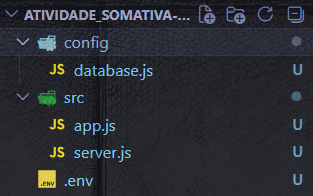 ATIVIDADE_SOMATIVA-...
config
JS database.js U
src
JS app.js U
JS server.js U
.ENV .env U